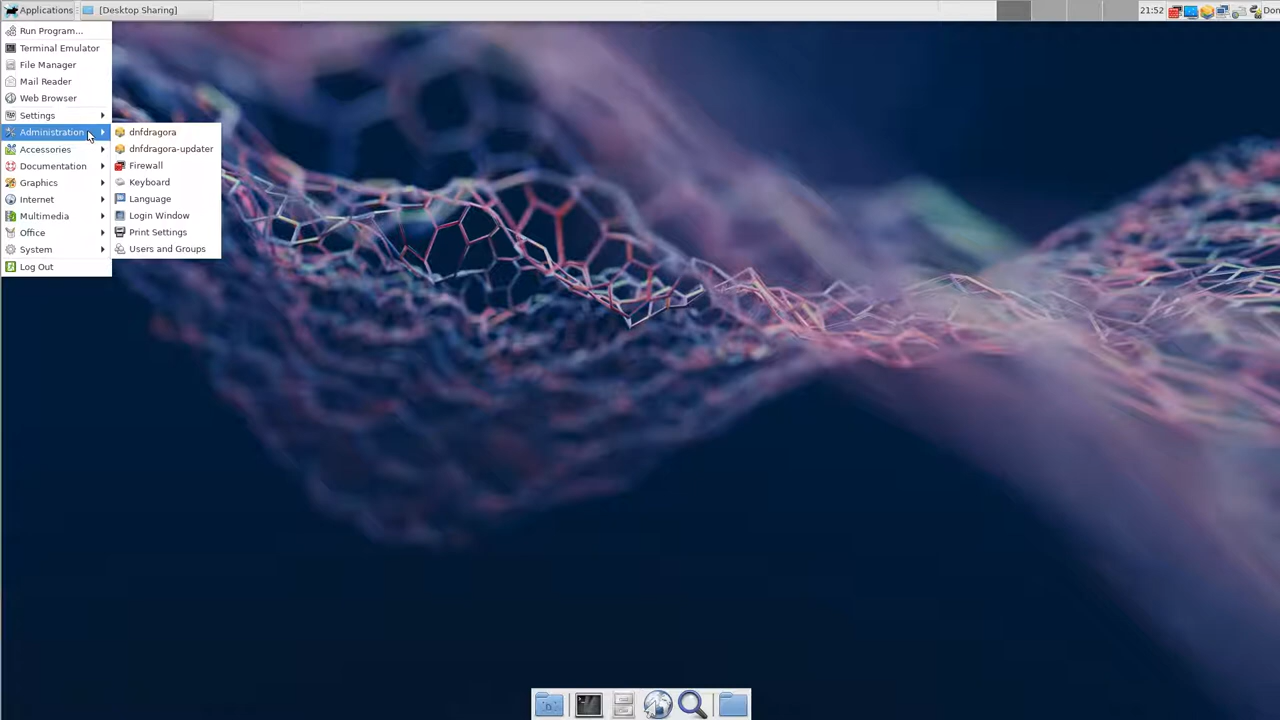 Applications
[Desktop Sharing]
21:52
Run Program...
Terminal Emulator
File Manager
Mail Reader
Web Browser
Settings
Administration
Accessories
Documentation
Graphics
Internet
Multimedia
Office
System
Log Out
dnfdragora
dnfdragora-updater
Firewall
Keyboard
Language
Login Window
Print Settings
Users and Groups